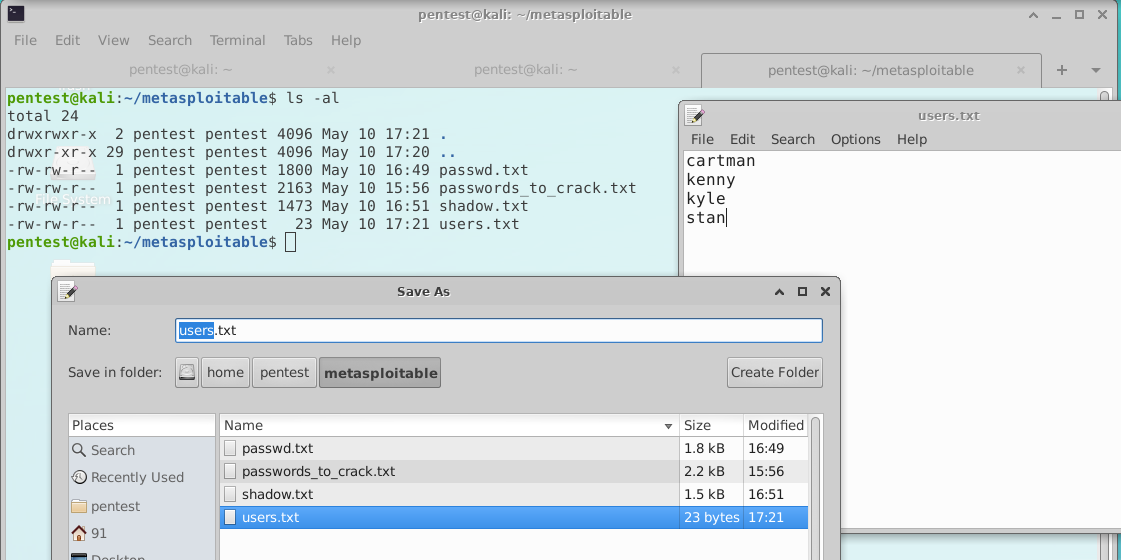 pentest@kali: ~/metasploitable
File Edit View Search Terminal Tabs Help
pentest@kali: ~ pentest@kali: ~ pentest@kali: ~/metasploitable
pentest@kali:~/metasploitable$ ls -al
total 24
drwxrwxr-x  2 pentest pentest 4096 May 10 17:21 .
drwxr-xr-x 29 pentest pentest 4096 May 10 17:20 ..
-rw-rw-r--  1 pentest pentest 1800 May 10 16:49 passwd.txt
-rw-rw-r--  1 pentest pentest 2163 May 10 15:56 passwords_to_crack.txt
-rw-rw-r--  1 pentest pentest 1473 May 10 16:51 shadow.txt
-rw-rw-r--  1 pentest pentest   23 May 10 17:21 users.txt
pentest@kali:~/metasploitable$
File System
users.txt
File Edit Search Options Help
cartman
kenny
kyle
stan
Save As
Name: users.txt
Save in folder: home pentest metasploitable Create Folder
Places Name Size Modified
Search passwd.txt 1.8 kB 16:49
Recently Used passwords_to_crack.txt 2.2 kB 15:56
pentest shadow.txt 1.5 kB 16:51
91 users.txt 23 bytes 17:21
Desktop